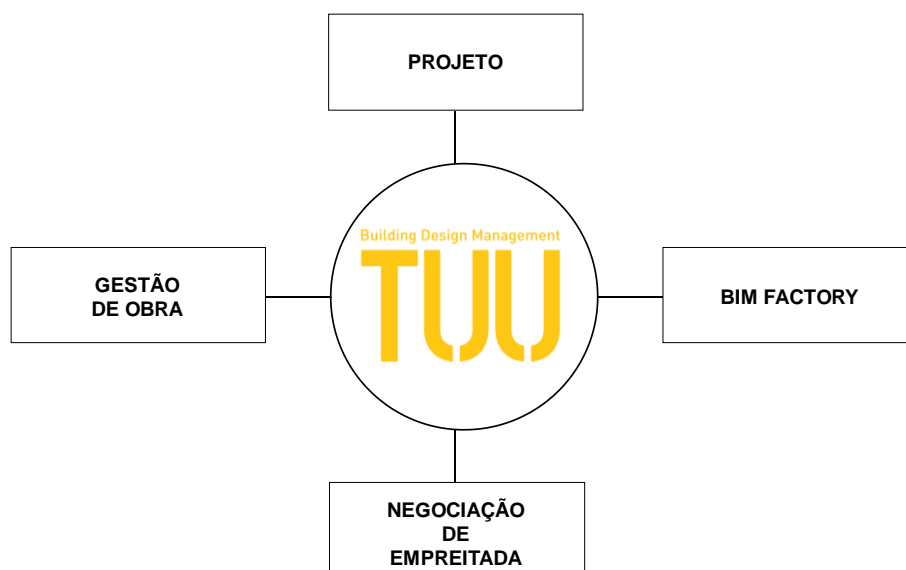 PROJETO
Building Design Management
TUU
GESTÃO
DE OBRA
BIM FACTORY
NEGOCIAÇÃO
DE
EMPREITADA